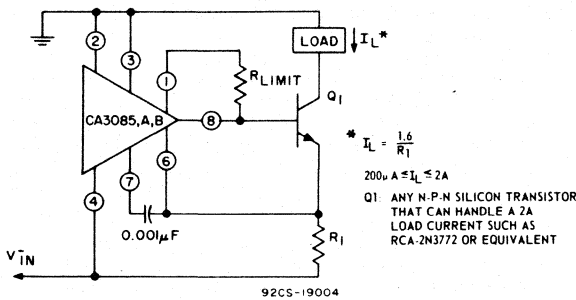 LOAD
I_L*
2
3
1
R_LIMIT
Q1
CA3085,A,B
8
* I_L = 1.6 / R1
200μA ≤ I_L ≤ 2A
6
7
4
Q1: ANY N-P-N SILICON TRANSISTOR
THAT CAN HANDLE A 2A
LOAD CURRENT SUCH AS
RCA-2N3772 OR EQUIVALENT
0.001μF
R1
V⁻IN
92CS-19004